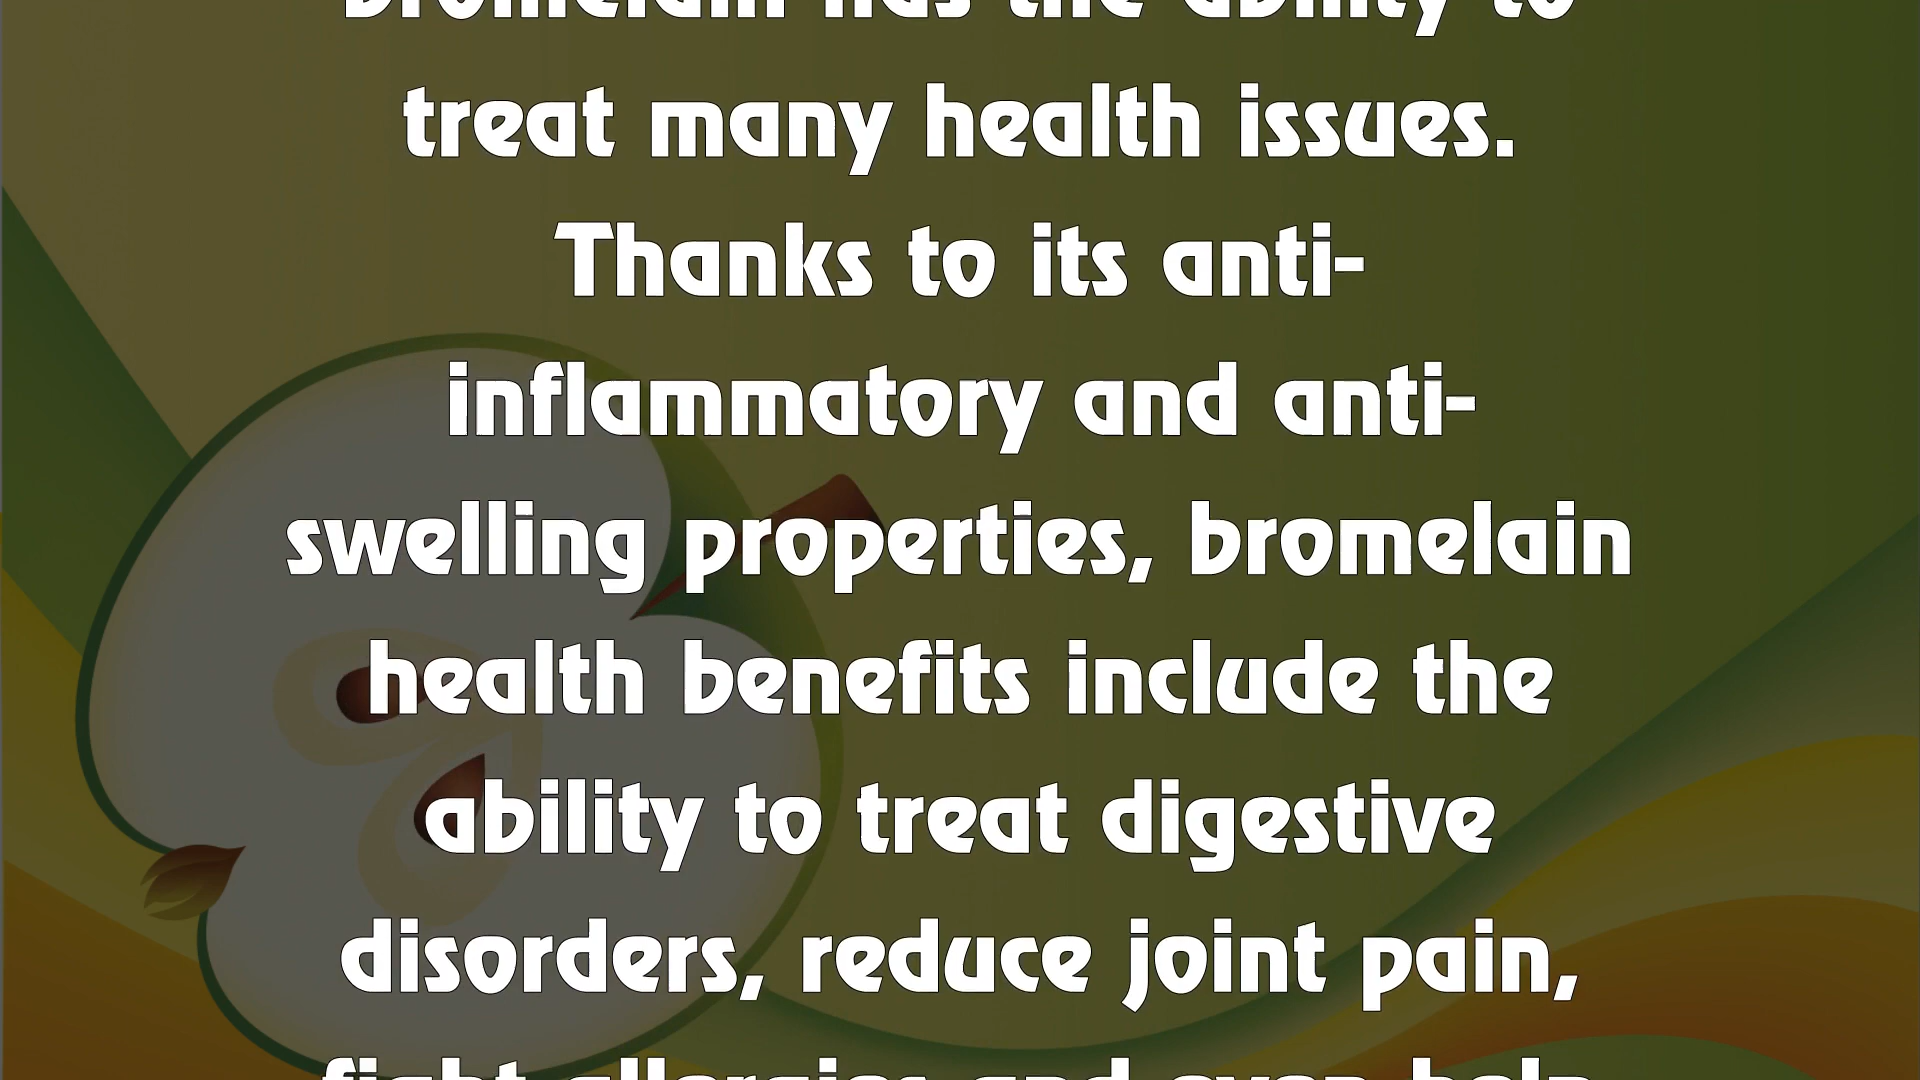 Bromelain has the ability to
treat many health issues.
Thanks to its anti-
inflammatory and anti-
swelling properties, bromelain
health benefits include the
ability to treat digestive
disorders, reduce joint pain,
fight allergies and even help